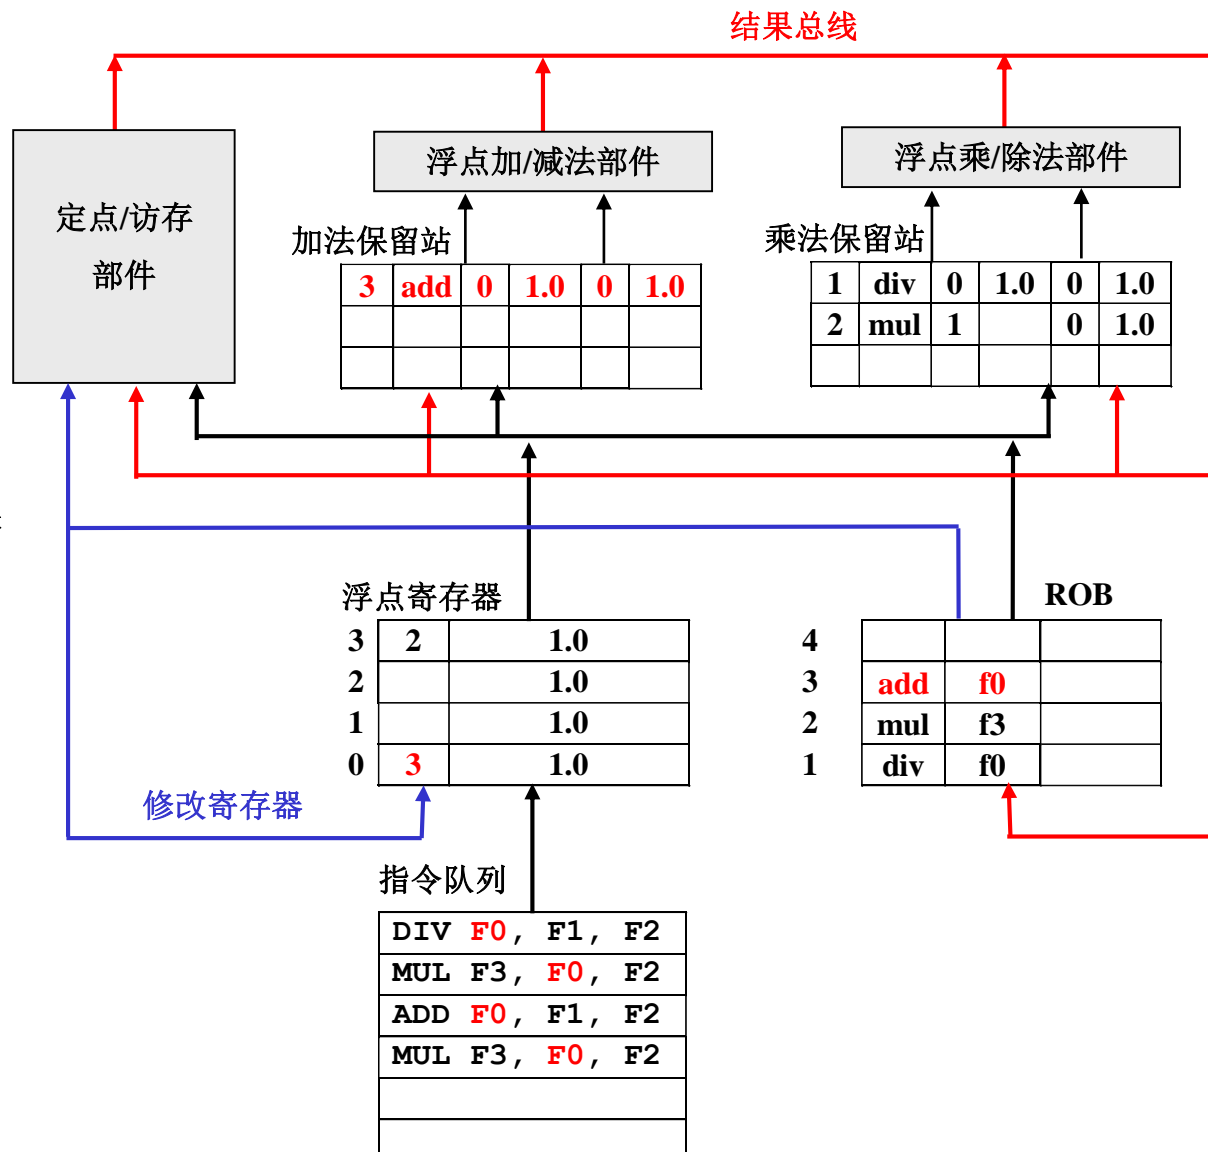 结果总线
定点/访存
部件
浮点加/减法部件
浮点乘/除法部件
加法保留站
3 add 0 1.0 0 1.0
乘法保留站
1 div 0 1.0 0 1.0
2 mul 1 0 1.0
浮点寄存器
3 2 1.0
2 1.0
1 1.0
0 3 1.0
ROB
4
3 add f0
2 mul f3
1 div f0
修改寄存器
指令队列
DIV F0, F1, F2
MUL F3, F0, F2
ADD F0, F1, F2
MUL F3, F0, F2